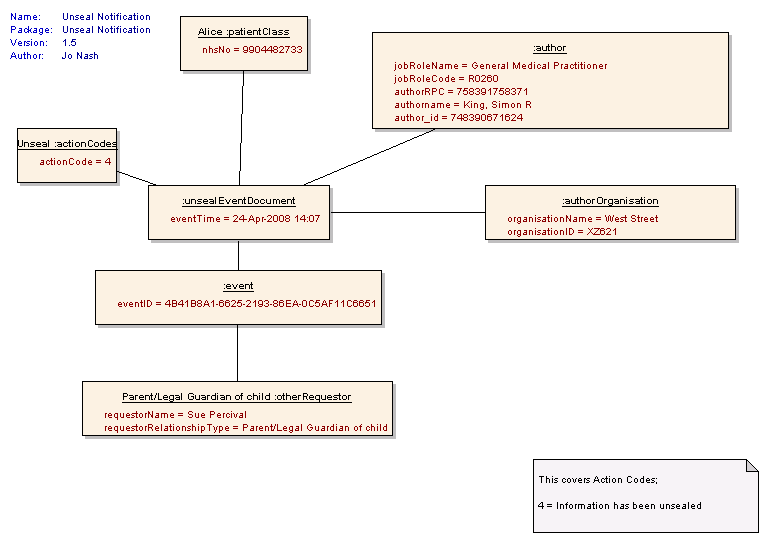 Name: Unseal Notification
Package: Unseal Notification
Version: 1.5
Author: Jo Nash
Alice :patientClass
nhsNo = 9904482733
:author
jobRoleName = General Medical Practitioner
jobRoleCode = R0260
authorRPC = 758391758371
authorname = King, Simon R
author_id = 748390671624
Unseal :actionCodes
actionCode = 4
:unsealEventDocument
eventTime = 24-Apr-2008 14:07
:authorOrganisation
organisationName = West Street
organisationID = XZ621
:event
eventID = 4B41B8A1-6625-2193-86EA-0C5AF11C6651
Parent/Legal Guardian of child :otherRequestor
requestorName = Sue Percival
requestorRelationshipType = Parent/Legal Guardian of child
This covers Action Codes;
4 = Information has been unsealed